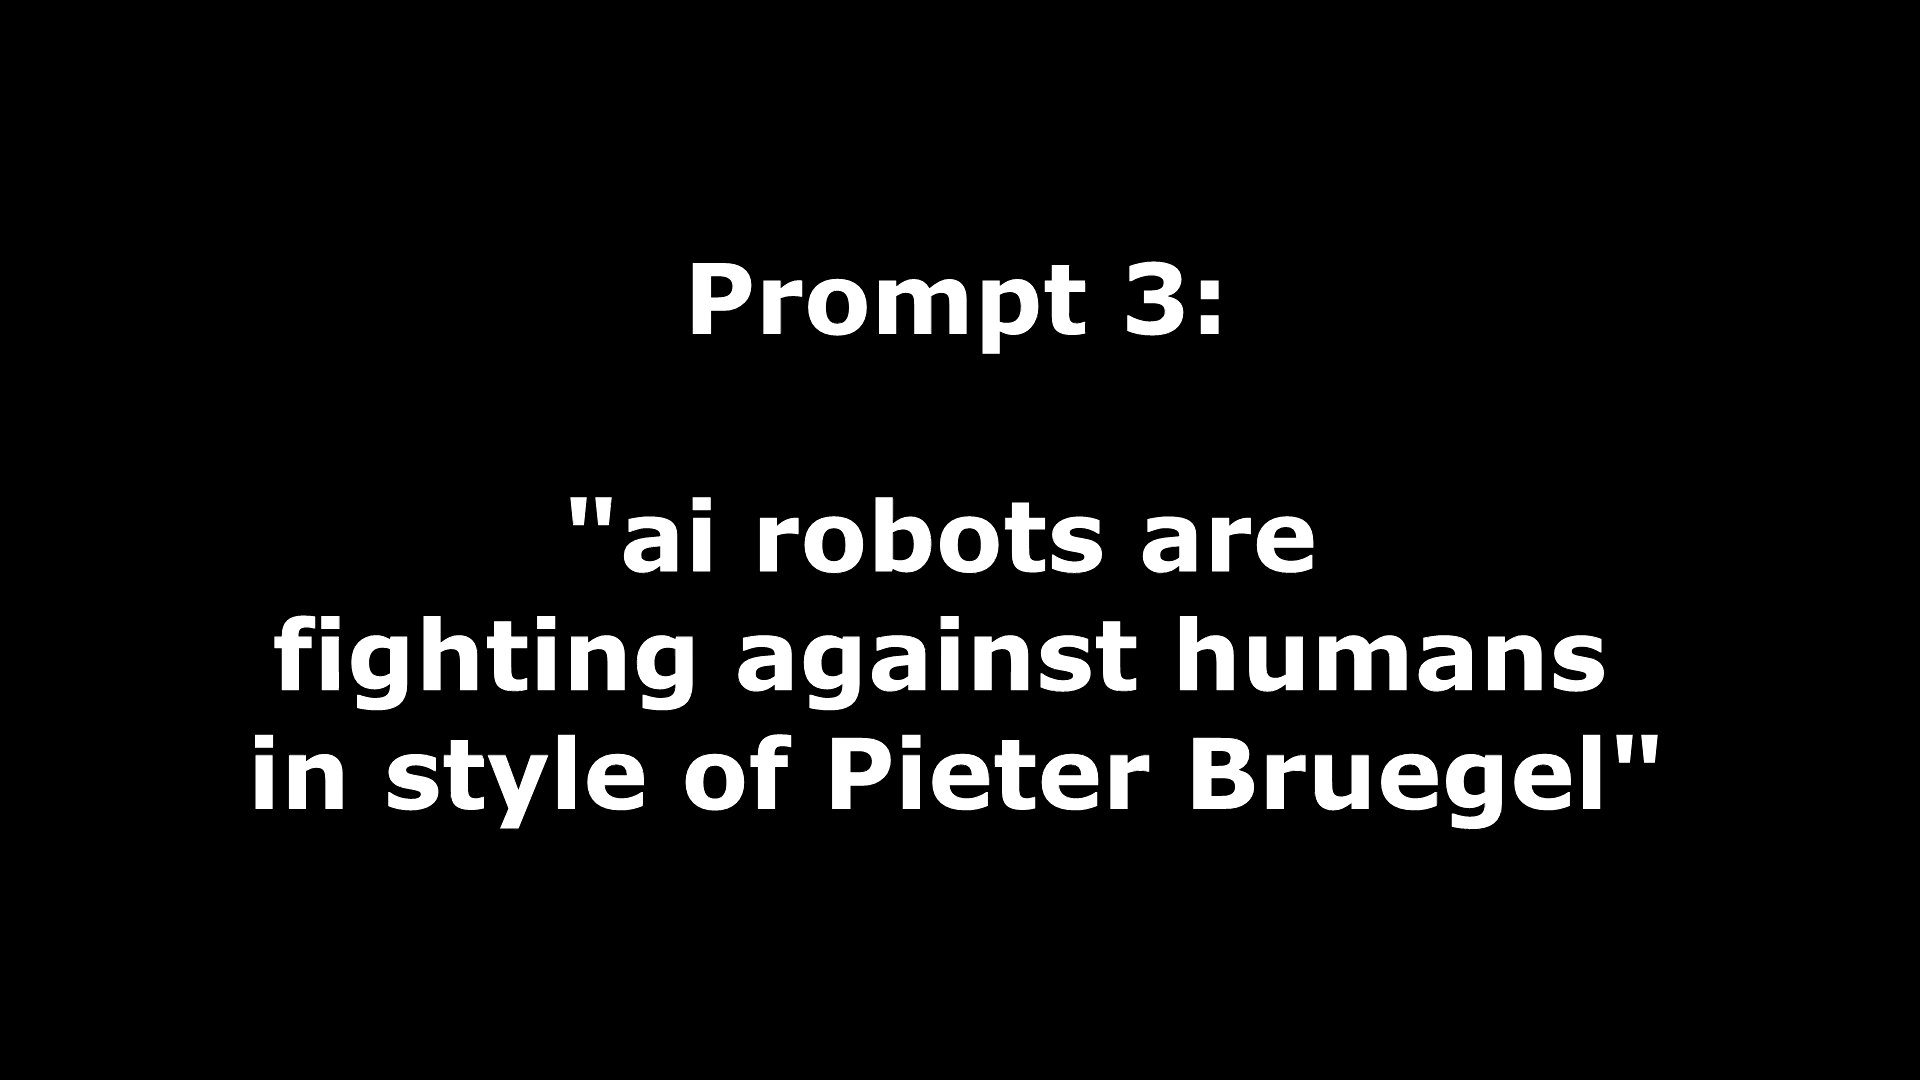 Prompt 3:
"ai robots are
fighting against humans
in style of Pieter Bruegel"